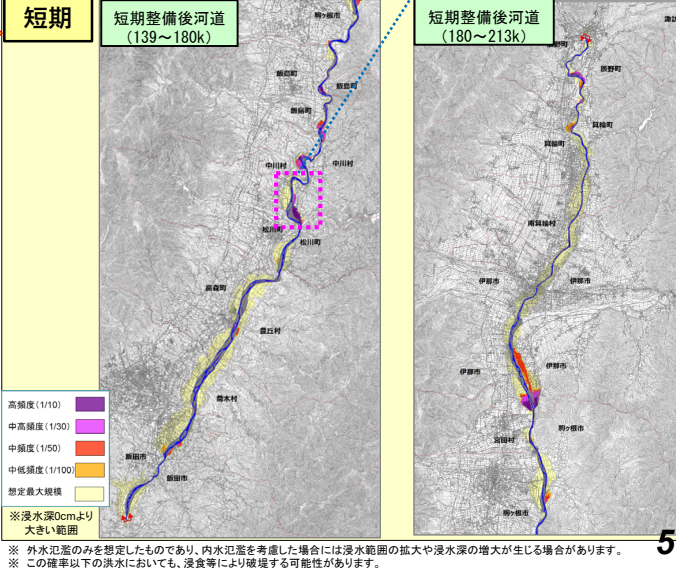 短期
短期整備後河道
(139～180k)
短期整備後河道
(180～213k)
駒ヶ根市
飯島町
飯島町
飯島町
中川村
中川村
松川町
松川町
高森町
豊丘村
喬木村
飯田市
飯田市
辰野町
箕輪町
箕輪町
南箕輪村
伊那市
伊那市
伊那市
伊那市
宮田村
駒ヶ根市
駒ヶ根市
高頻度(1/10)
中高頻度(1/30)
中頻度(1/50)
中低頻度(1/100)
想定最大規模
※浸水深0cmより
大きい範囲
※ 外水氾濫のみを想定したものであり、内水氾濫を考慮した場合には浸水範囲の拡大や浸水深の増大が生じる場合があります。
※ この確率以下の洪水においても、浸食等により破堤する可能性があります。
5